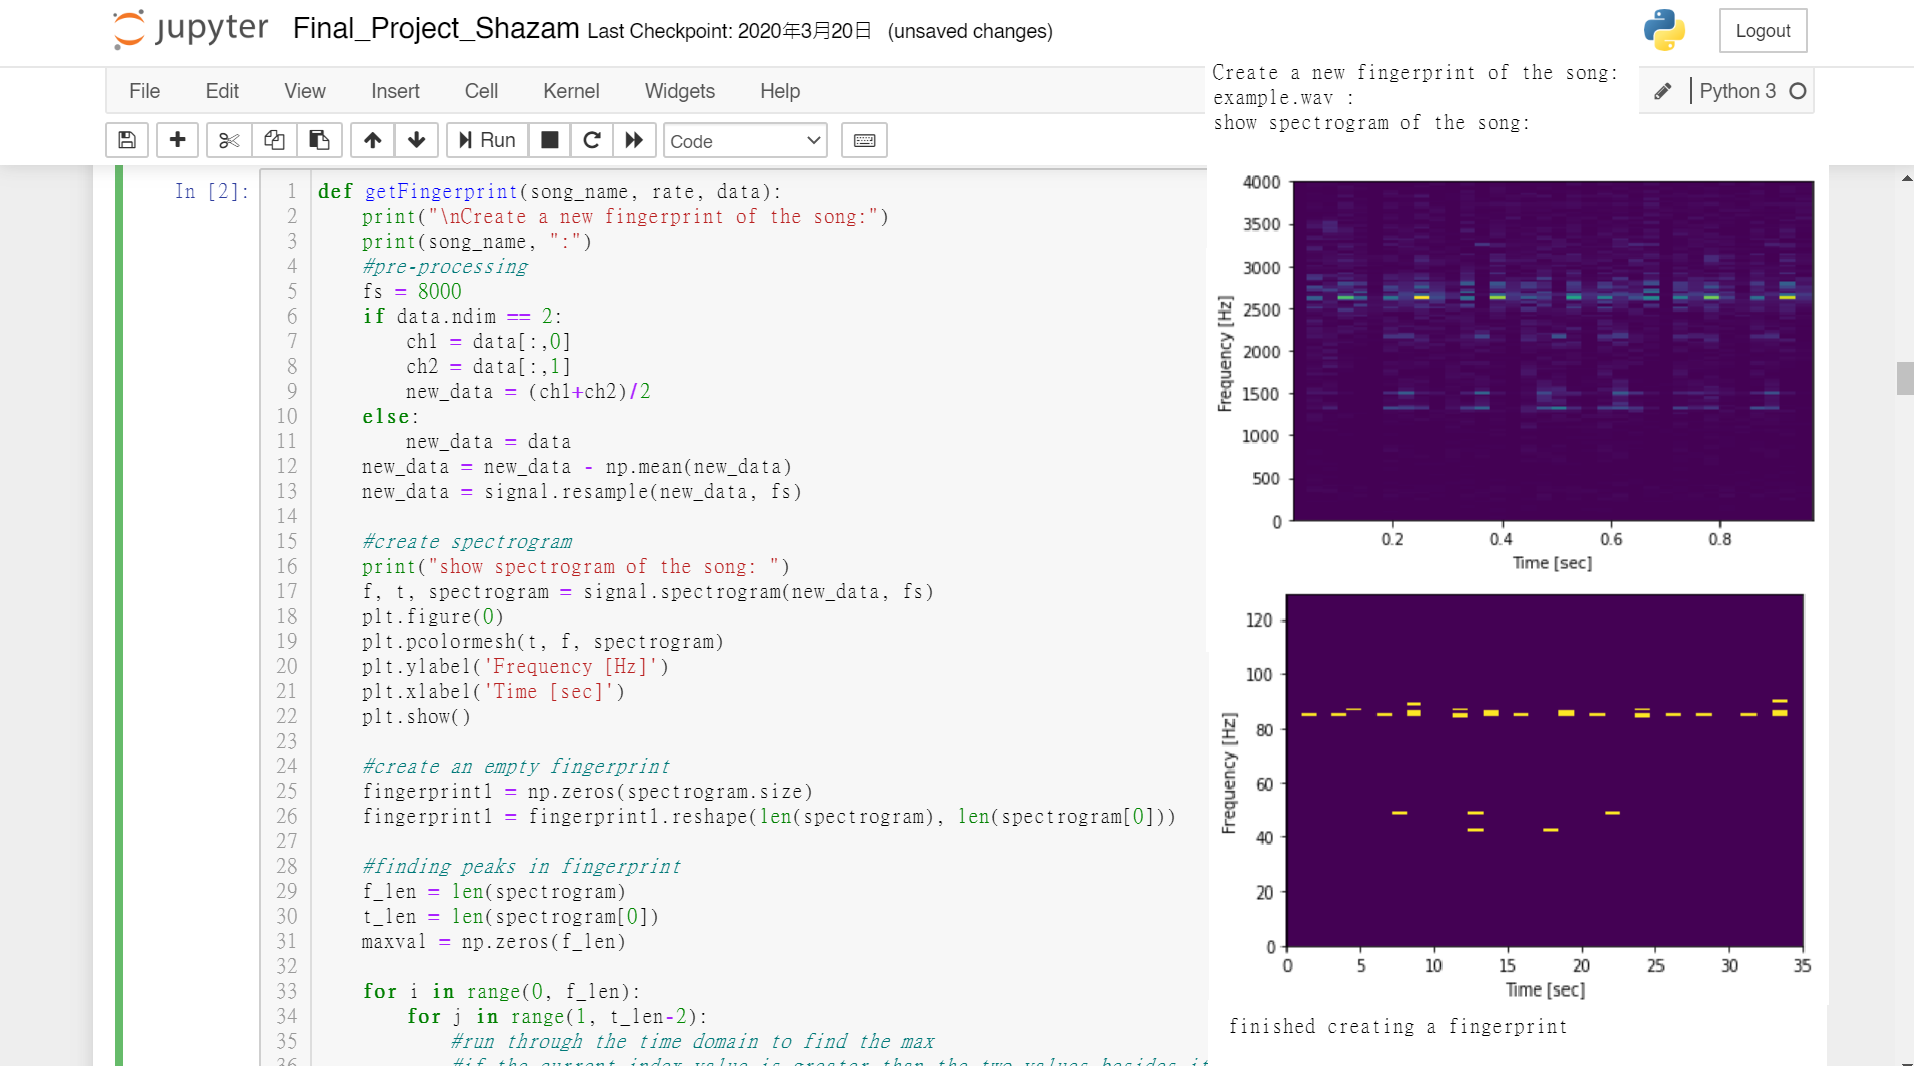 jupyter Final_Project_Shazam Last Checkpoint: 2020年3月20日 (unsaved changes)
Logout
File Edit View Insert Cell Kernel Widgets Help
Python 3
Run
Code
In [2]:
1 def getFingerprint(song_name, rate, data):
2     print("\nCreate a new fingerprint of the song:")
3     print(song_name, ":")
4     #pre-processing
5     fs = 8000
6     if data.ndim == 2:
7         ch1 = data[:,0]
8         ch2 = data[:,1]
9         new_data = (ch1+ch2)/2
10     else:
11         new_data = data
12     new_data = new_data - np.mean(new_data)
13     new_data = signal.resample(new_data, fs)
14
15     #create spectrogram
16     print("show spectrogram of the song: ")
17     f, t, spectrogram = signal.spectrogram(new_data, fs)
18     plt.figure(0)
19     plt.pcolormesh(t, f, spectrogram)
20     plt.ylabel('Frequency [Hz]')
21     plt.xlabel('Time [sec]')
22     plt.show()
23
24     #create an empty fingerprint
25     fingerprint1 = np.zeros(spectrogram.size)
26     fingerprint1 = fingerprint1.reshape(len(spectrogram), len(spectrogram[0]))
27
28     #finding peaks in fingerprint
29     f_len = len(spectrogram)
30     t_len = len(spectrogram[0])
31     maxval = np.zeros(f_len)
32
33     for i in range(0, f_len):
34         for j in range(1, t_len-2):
35             #run through the time domain to find the max
36             #if the current index value is greater than the two values besides it
Create a new fingerprint of the song:
example.wav :
show spectrogram of the song:
4000
3500
3000
2500
2000
1500
1000
500
0
Frequency [Hz]
0.2 0.4 0.6 0.8
Time [sec]
120
100
80
60
40
20
0
Frequency [Hz]
0 5 10 15 20 25 30 35
Time [sec]
finished creating a fingerprint